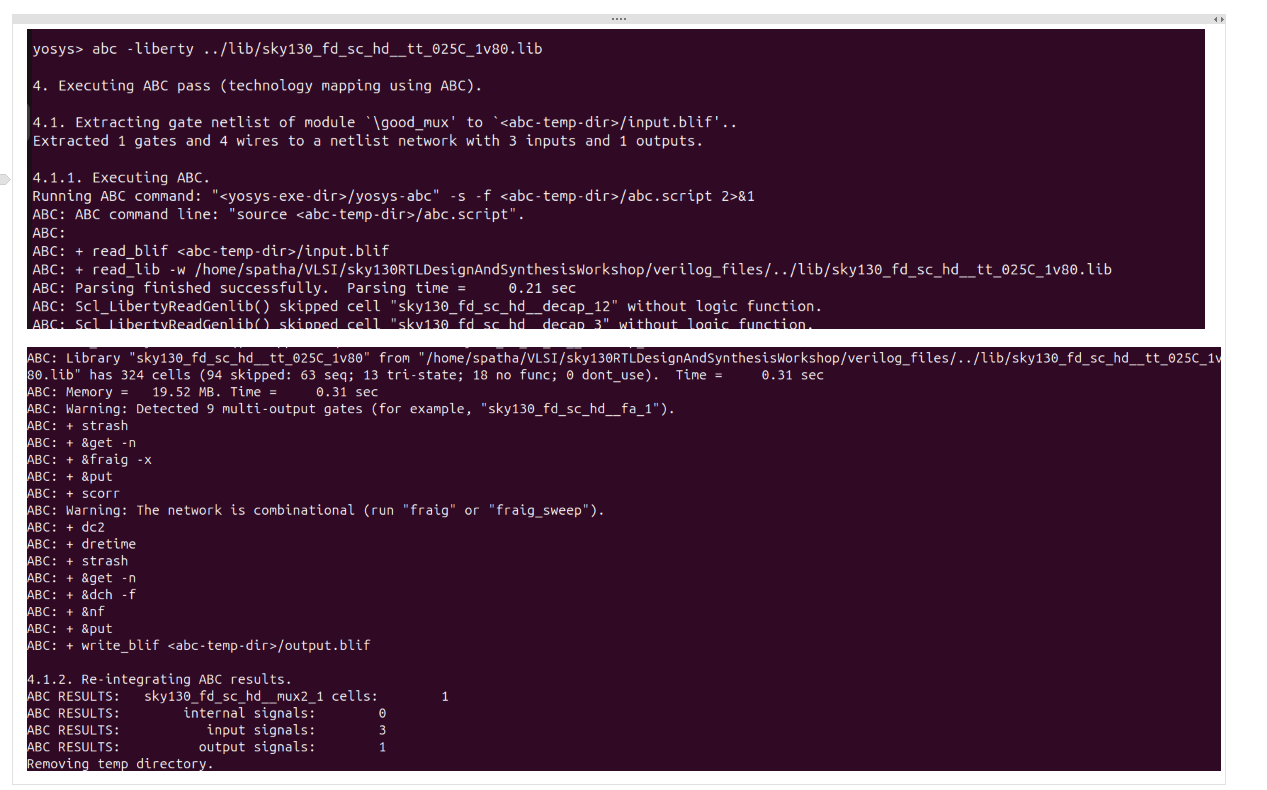 yosys> abc -liberty ../lib/sky130_fd_sc_hd__tt_025C_1v80.lib
4. Executing ABC pass (technology mapping using ABC).
4.1. Extracting gate netlist of module `\good_mux' to `<abc-temp-dir>/input.blif'..
Extracted 1 gates and 4 wires to a netlist network with 3 inputs and 1 outputs.
4.1.1. Executing ABC.
Running ABC command: "<yosys-exe-dir>/yosys-abc" -s -f <abc-temp-dir>/abc.script 2>&1
ABC: ABC command line: "source <abc-temp-dir>/abc.script".
ABC:
ABC: + read_blif <abc-temp-dir>/input.blif
ABC: + read_lib -w /home/spatha/VLSI/sky130RTLDesignAndSynthesisWorkshop/verilog_files/../lib/sky130_fd_sc_hd__tt_025C_1v80.lib
ABC: Parsing finished successfully.  Parsing time =     0.21 sec
ABC: Scl_LibertyReadGenlib() skipped cell "sky130_fd_sc_hd__decap_12" without logic function.
ABC: Scl_LibertyReadGenlib() skipped cell "sky130_fd_sc_hd__decap_3" without logic function.
ABC: Library "sky130_fd_sc_hd__tt_025C_1v80" from "/home/spatha/VLSI/sky130RTLDesignAndSynthesisWorkshop/verilog_files/../lib/sky130_fd_sc_hd__tt_025C_1v
80.lib" has 324 cells (94 skipped: 63 seq; 13 tri-state; 18 no func; 0 dont_use).  Time =     0.31 sec
ABC: Memory =   19.52 MB. Time =     0.31 sec
ABC: Warning: Detected 9 multi-output gates (for example, "sky130_fd_sc_hd__fa_1").
ABC: + strash
ABC: + &get -n
ABC: + &fraig -x
ABC: + &put
ABC: + scorr
ABC: Warning: The network is combinational (run "fraig" or "fraig_sweep").
ABC: + dc2
ABC: + dretime
ABC: + strash
ABC: + &get -n
ABC: + &dch -f
ABC: + &nf
ABC: + &put
ABC: + write_blif <abc-temp-dir>/output.blif
4.1.2. Re-integrating ABC results.
ABC RESULTS:   sky130_fd_sc_hd__mux2_1 cells:        1
ABC RESULTS:        internal signals:        0
ABC RESULTS:           input signals:        3
ABC RESULTS:          output signals:        1
Removing temp directory.